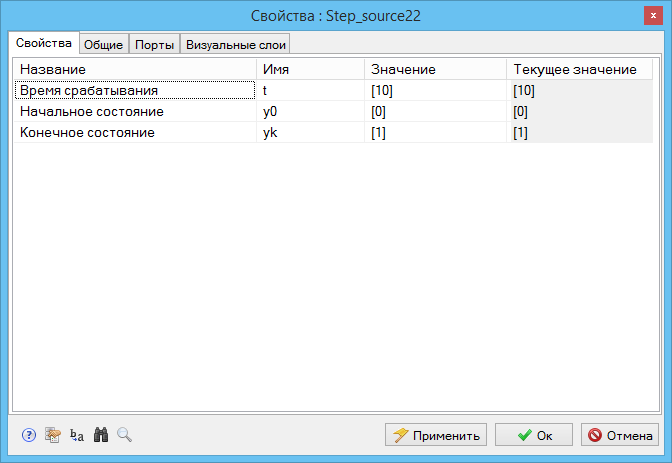 Свойства : Step_source22
Свойства Общие Порты Визуальные слои
Название Имя Значение Текущее значение
Время срабатывания t [10] [10]
Начальное состояние y0 [0] [0]
Конечное состояние yk [1] [1]
Применить Ок Отмена